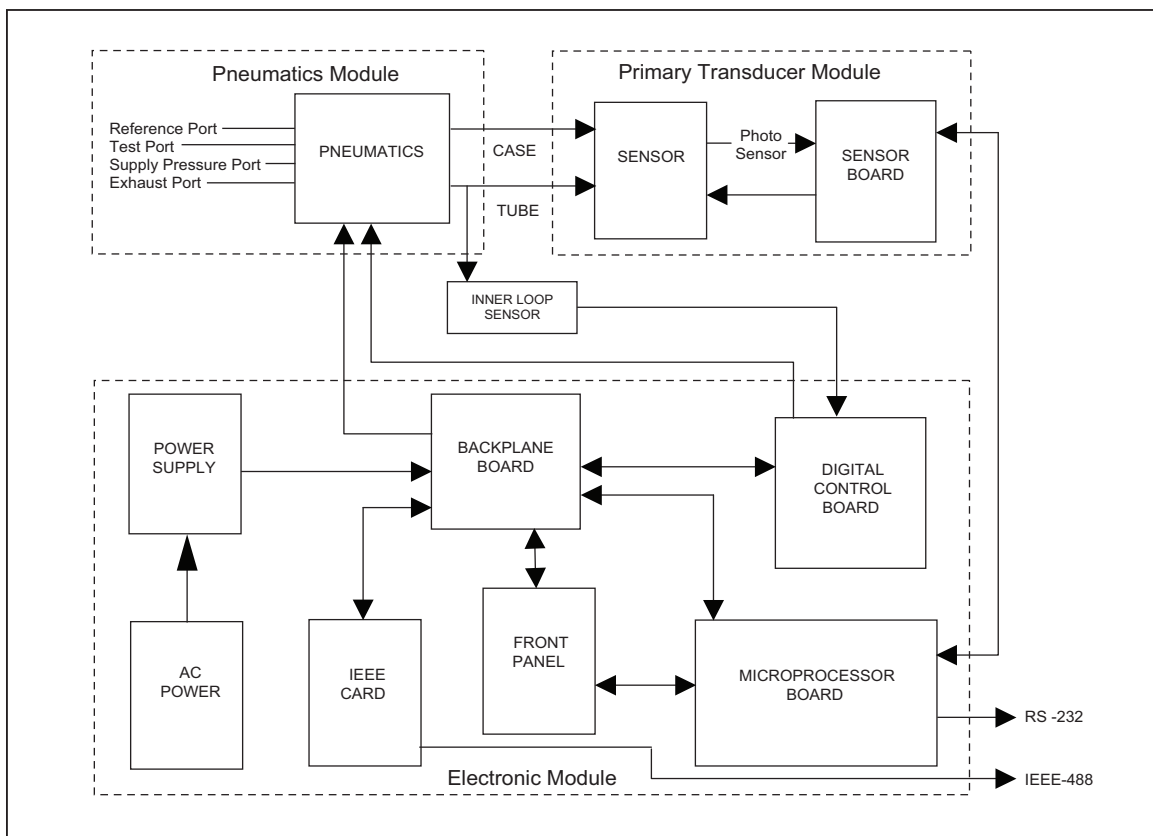 Pneumatics Module
Primary Transducer Module
Reference Port
Test Port
Supply Pressure Port
Exhaust Port
PNEUMATICS
CASE
TUBE
SENSOR
Photo
Sensor
SENSOR
BOARD
INNER LOOP
SENSOR
POWER
SUPPLY
BACKPLANE
BOARD
DIGITAL
CONTROL
BOARD
AC
POWER
IEEE
CARD
FRONT
PANEL
MICROPROCESSOR
BOARD
RS -232
Electronic Module
IEEE-488